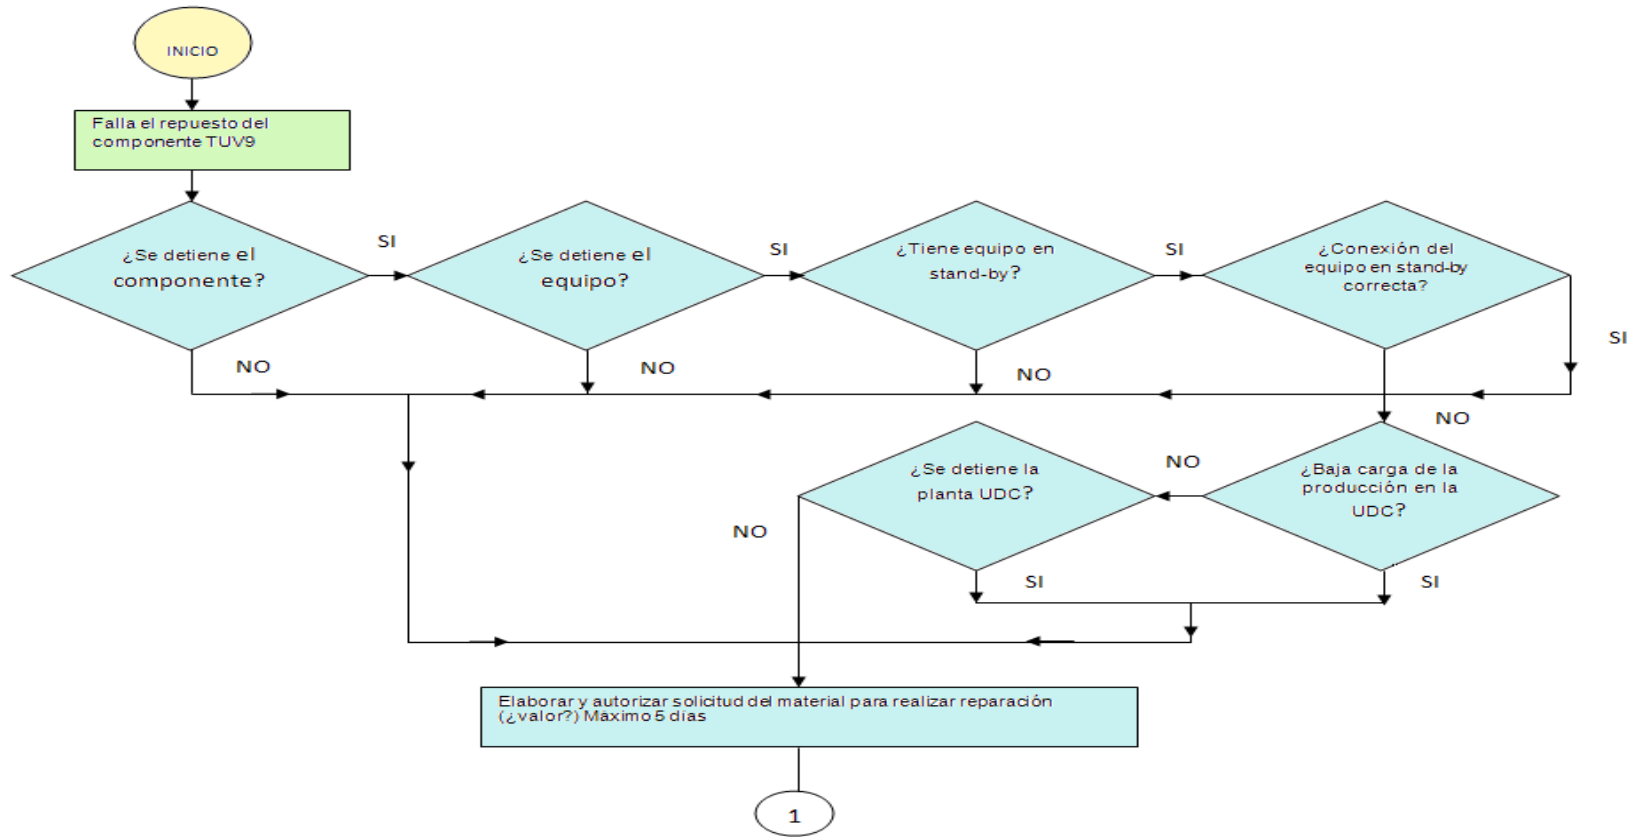 INICIO
Falla el repuesto del
componente TUV9
¿Se detiene el
componente?
SI
¿Se detiene el
equipo?
SI
¿Tiene equipo en
stand-by?
SI
¿Conexión del
equipo en stand-by
correcta?
SI
NO
NO
NO
NO
¿Se detiene la
planta UDC?
NO
¿Baja carga de la
producción en la
UDC?
NO
SI
SI
Elaborar y autorizar solicitud del material para realizar reparación
(¿valor?) Máximo 5 días
1